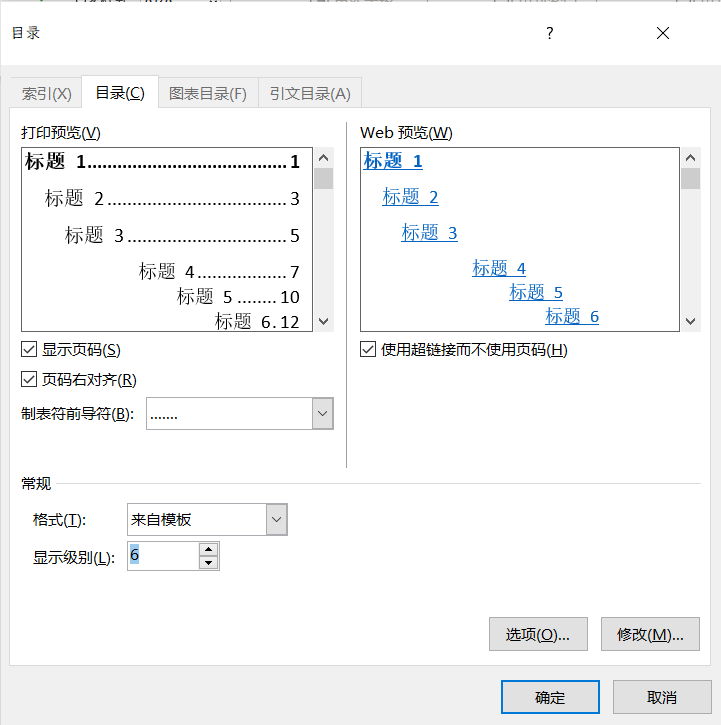 目录
?
索引(X) 目录(C) 图表目录(F) 引文目录(A)
打印预览(V)
标题 1........................................1
标题 2....................................3
标题 3................................5
标题 4..................7
标题 5........10
标题 6.12
显示页码(S)
页码右对齐(R)
制表符前导符(B): .......
Web 预览(W)
标题 1
标题 2
标题 3
标题 4
标题 5
标题 6
使用超链接而不使用页码(H)
常规
格式(T): 来自模板
显示级别(L): 6
选项(O)... 修改(M)...
确定 取消